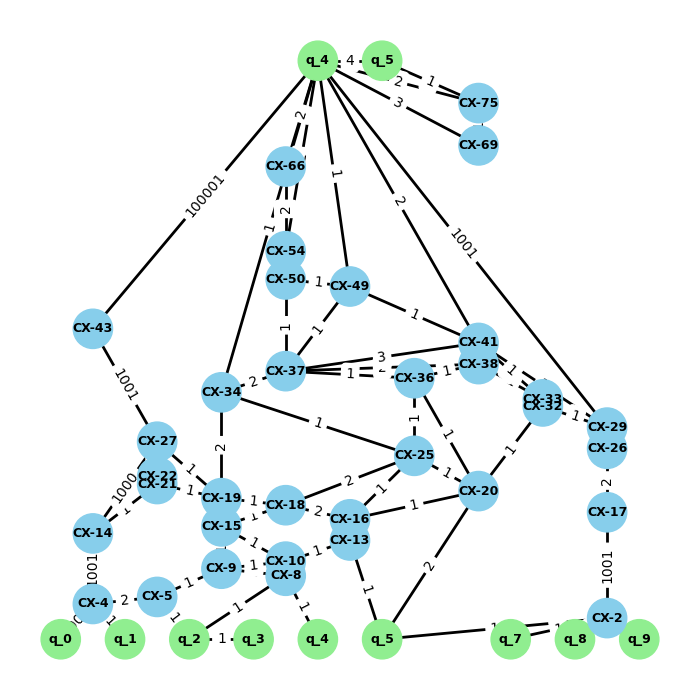 q_4 4 q_5
2 1 CX-75
2 3
CX-69
CX-66
1
100001
2 2
1 1001
CX-54
CX-50 1 CX-49
1
CX-43
1 1 CX-41
3 1
CX-37 1 CX-36 1 CX-38
1001 CX-34 2
CX-33
CX-32 1 CX-29
1 1 1
CX-27 2 CX-26
CX-25 1
1 2 1
CX-22
CX-21 1 CX-19 1 CX-18 2 1 CX-20 2
1000 1 CX-15 1 2 CX-16 1 CX-17
CX-14
CX-13
1 CX-10 1
1001 CX-9 1 CX-8 2 1001
1 1
CX-4 2 CX-5 1 1
CX-2
1 1 1
q_0 q_1 q_2 1 q_3 q_4 q_5 q_7 q_8 q_9